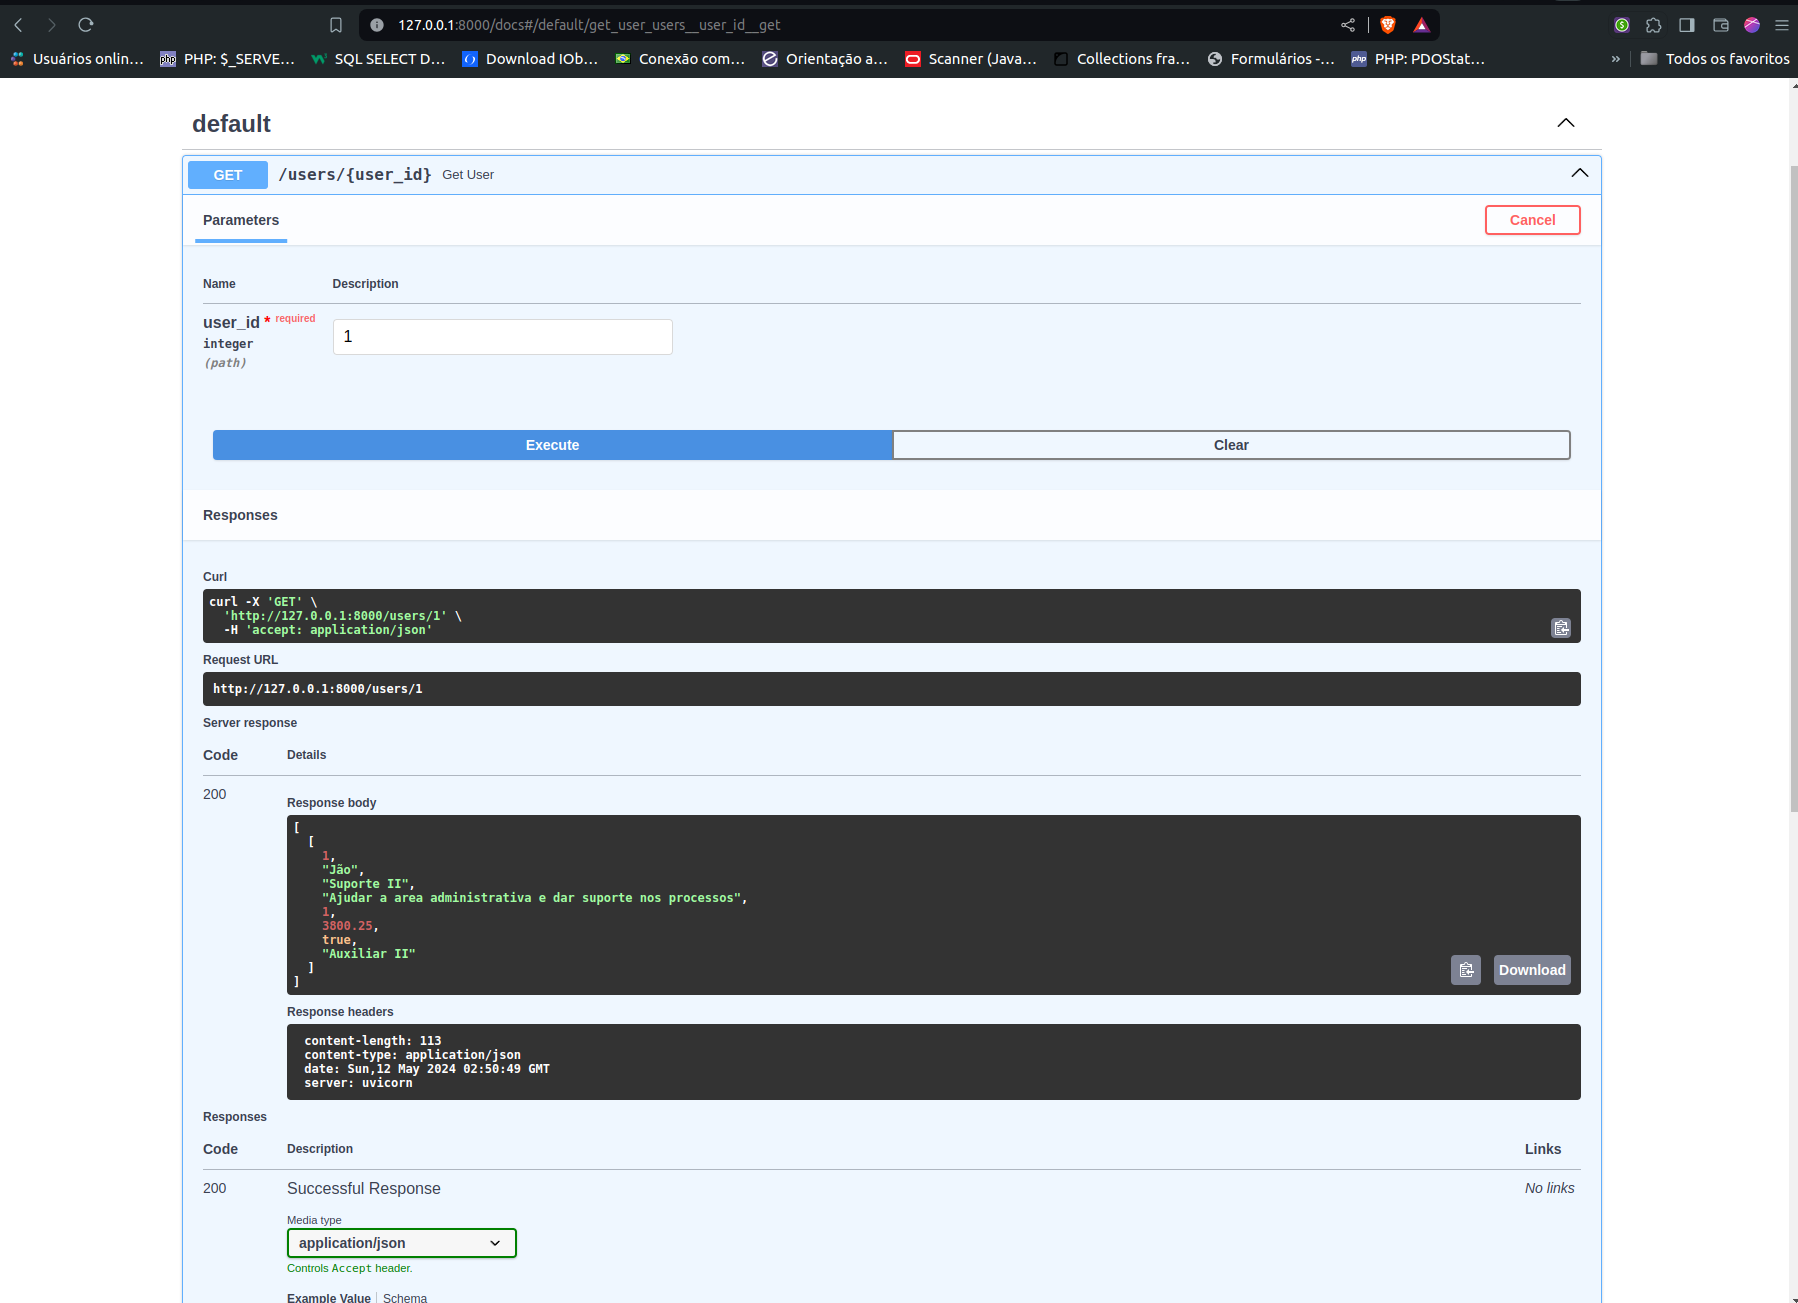 127.0.0.1:8000/docs#/default/get_user_users__user_id__get
Usuários onlin... PHP: $_SERVE... SQL SELECT D... Download IOb... Conexão com... Orientação a... Scanner (Java... Collections fra... Formulários -... PHP: PDOStat... » Todos os favoritos
default
GET /users/{user_id} Get User
Parameters Cancel
Name Description
user_id * required
integer
(path)
1
Execute Clear
Responses
Curl
curl -X 'GET' \
'http://127.0.0.1:8000/users/1' \
-H 'accept: application/json'
Request URL
http://127.0.0.1:8000/users/1
Server response
Code Details
200
Response body
[
[
1,
"Jão",
"Suporte II",
"Ajudar a area administrativa e dar suporte nos processos",
1,
3800.25,
true,
"Auxiliar II"
]
]
Download
Response headers
content-length: 113
content-type: application/json
date: Sun,12 May 2024 02:50:49 GMT
server: uvicorn
Responses
Code Description Links
200 Successful Response No links
Media type
application/json
Controls Accept header.
Example Value Schema